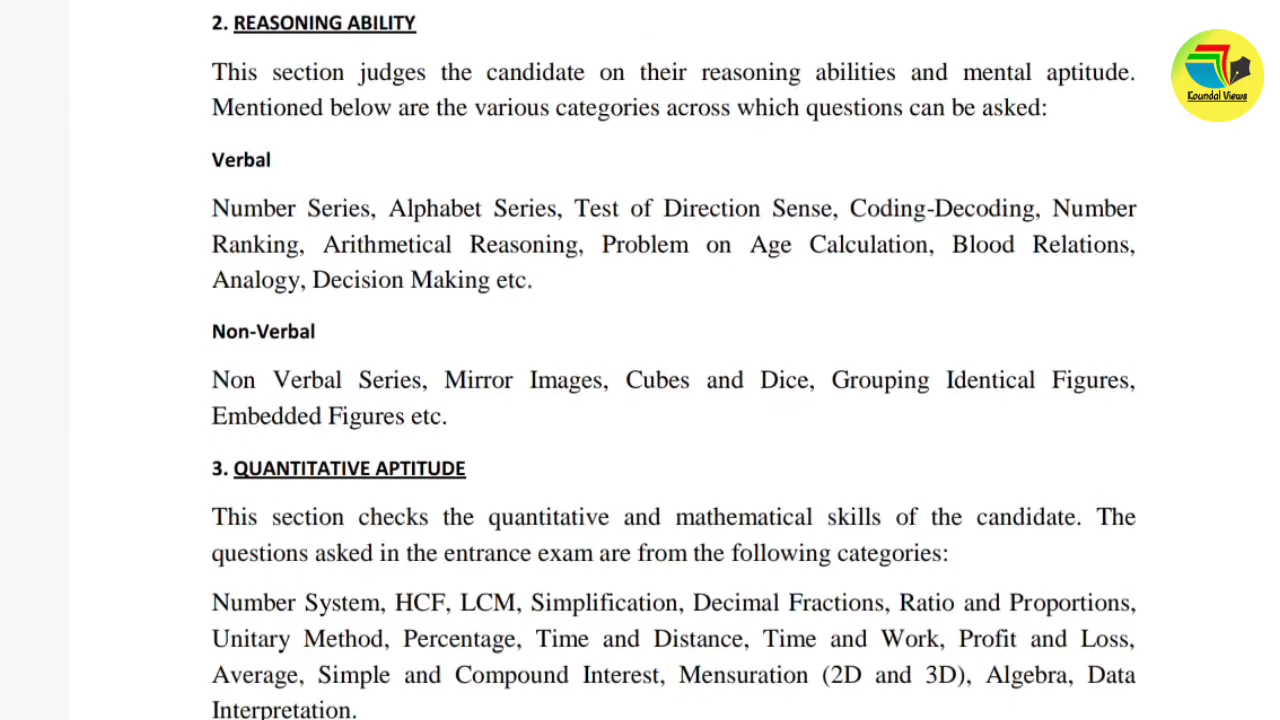 2. REASONING ABILITY
This section judges the candidate on their reasoning abilities and mental aptitude.
Mentioned below are the various categories across which questions can be asked:
Verbal
Number Series, Alphabet Series, Test of Direction Sense, Coding-Decoding, Number
Ranking, Arithmetical Reasoning, Problem on Age Calculation, Blood Relations,
Analogy, Decision Making etc.
Non-Verbal
Non Verbal Series, Mirror Images, Cubes and Dice, Grouping Identical Figures,
Embedded Figures etc.
3. QUANTITATIVE APTITUDE
This section checks the quantitative and mathematical skills of the candidate. The
questions asked in the entrance exam are from the following categories:
Number System, HCF, LCM, Simplification, Decimal Fractions, Ratio and Proportions,
Unitary Method, Percentage, Time and Distance, Time and Work, Profit and Loss,
Average, Simple and Compound Interest, Mensuration (2D and 3D), Algebra, Data
Interpretation.
Koundal Views